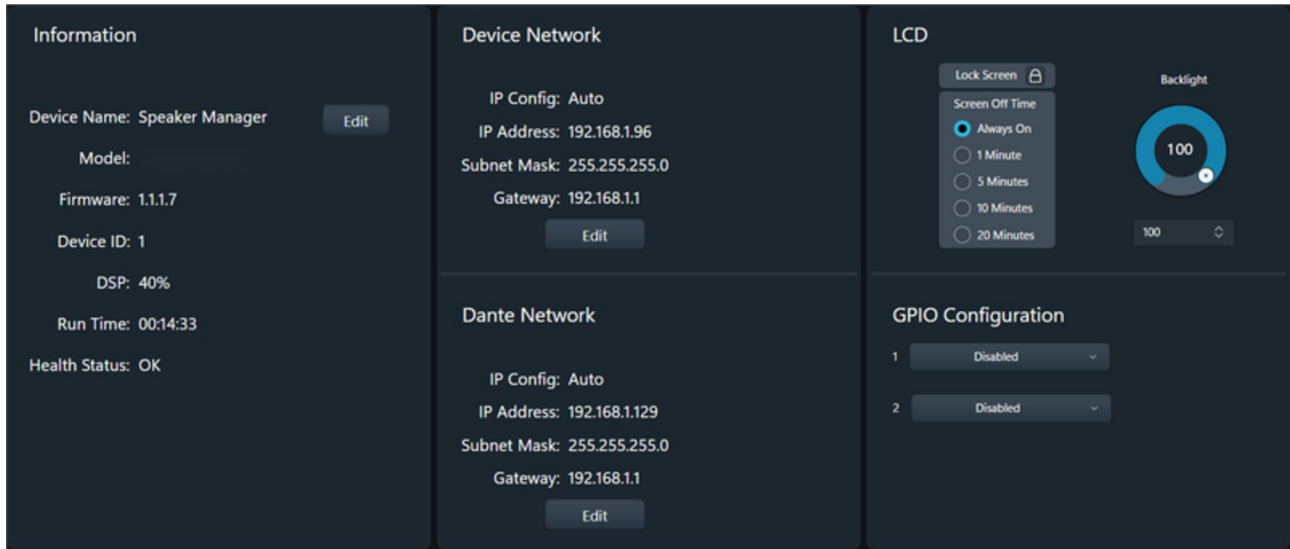 Information
Device Name: Speaker Manager
Edit
Model:
Firmware: 1.1.1.7
Device ID: 1
DSP: 40%
Run Time: 00:14:33
Health Status: OK
Device Network
IP Config: Auto
IP Address: 192.168.1.96
Subnet Mask: 255.255.255.0
Gateway: 192.168.1.1
Edit
Dante Network
IP Config: Auto
IP Address: 192.168.1.129
Subnet Mask: 255.255.255.0
Gateway: 192.168.1.1
Edit
LCD
Lock Screen
Screen Off Time
Always On
1 Minute
5 Minutes
10 Minutes
20 Minutes
Backlight
100
100
GPIO Configuration
1 Disabled
2 Disabled